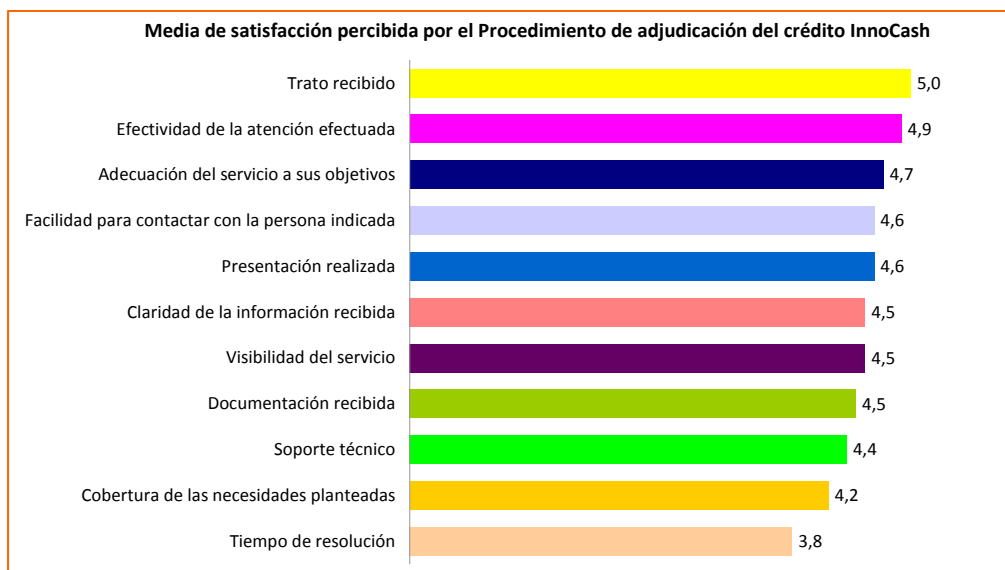 Media de satisfacción percibida por el Procedimiento de adjudicación del crédito InnoCash
Trato recibido 5,0
Efectividad de la atención efectuada 4,9
Adecuación del servicio a sus objetivos 4,7
Facilidad para contactar con la persona indicada 4,6
Presentación realizada 4,6
Claridad de la información recibida 4,5
Visibilidad del servicio 4,5
Documentación recibida 4,5
Soporte técnico 4,4
Cobertura de las necesidades planteadas 4,2
Tiempo de resolución 3,8